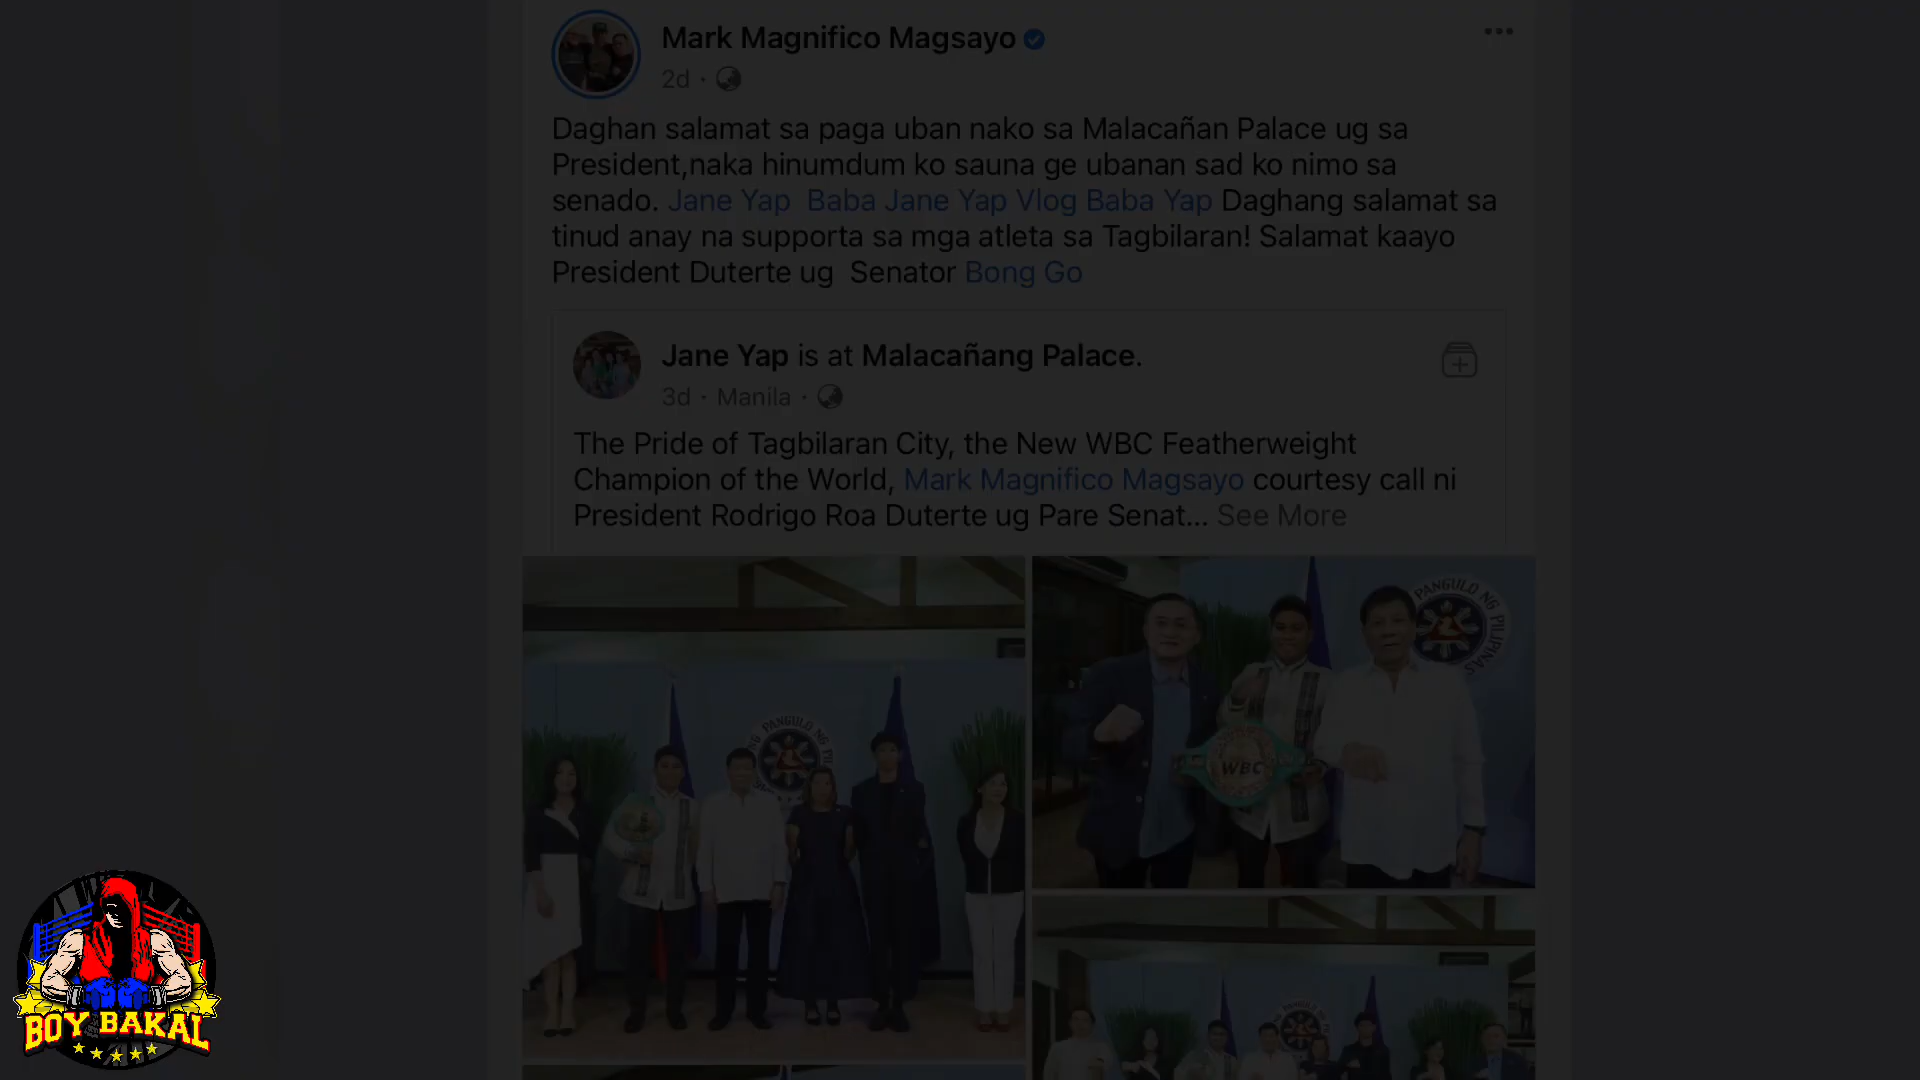 Mark Magnifico Magsayo
2d ·
Daghan salamat sa paga uban nako sa Malacañan Palace ug sa
President,naka hinumdum ko sauna ge ubanan sad ko nimo sa
senado. Jane Yap Baba Jane Yap Vlog Baba Yap Daghang salamat sa
tinud anay na supporta sa mga atleta sa Tagbilaran! Salamat kaayo
President Duterte ug Senator Bong Go
Jane Yap is at Malacañang Palace.
3d · Manila ·
The Pride of Tagbilaran City, the New WBC Featherweight
Champion of the World, Mark Magnifico Magsayo courtesy call ni
President Rodrigo Roa Duterte ug Pare Senat... See More
PANGULO NG PILIPINAS
WBC
PANGULO NG
BOY BAKAL